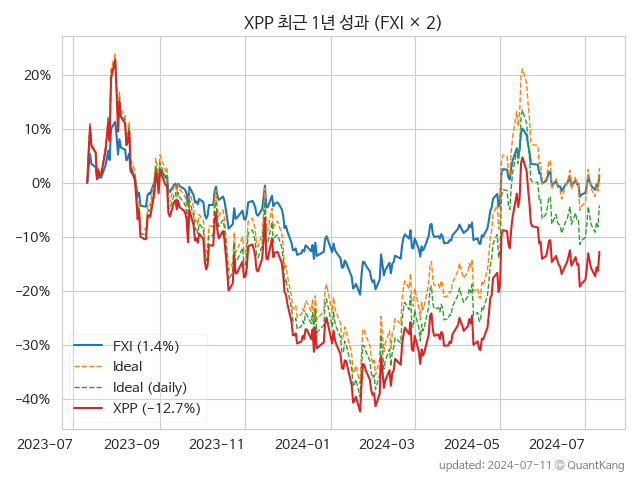 XPP 최근 1년 성과 (FXI × 2)
20%
10%
0%
−10%
−20%
−30%
−40%
FXI (1.4%)
Ideal
Ideal (daily)
XPP (−12.7%)
2023-07 2023-09 2023-11 2024-01 2024-03 2024-05 2024-07
updated: 2024-07-11 © QuantKang